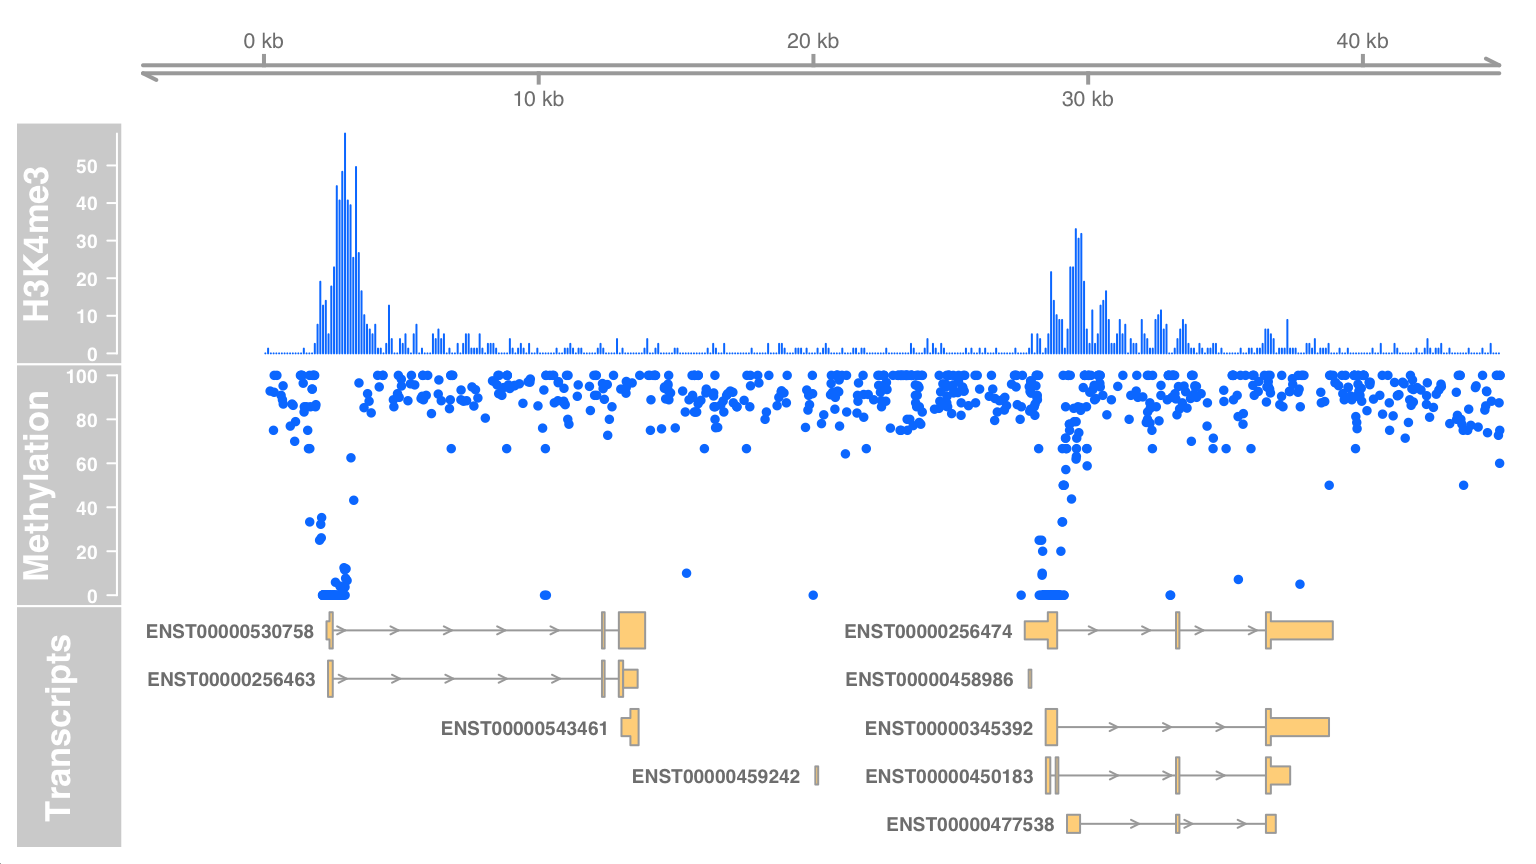 0 kb
20 kb
40 kb
10 kb
30 kb
H3K4me3
50
40
30
20
10
0
Methylation
100
80
60
40
20
0
Transcripts
ENST00000530758
ENST00000256474
ENST00000256463
ENST00000458986
ENST00000543461
ENST00000345392
ENST00000459242
ENST00000450183
ENST00000477538